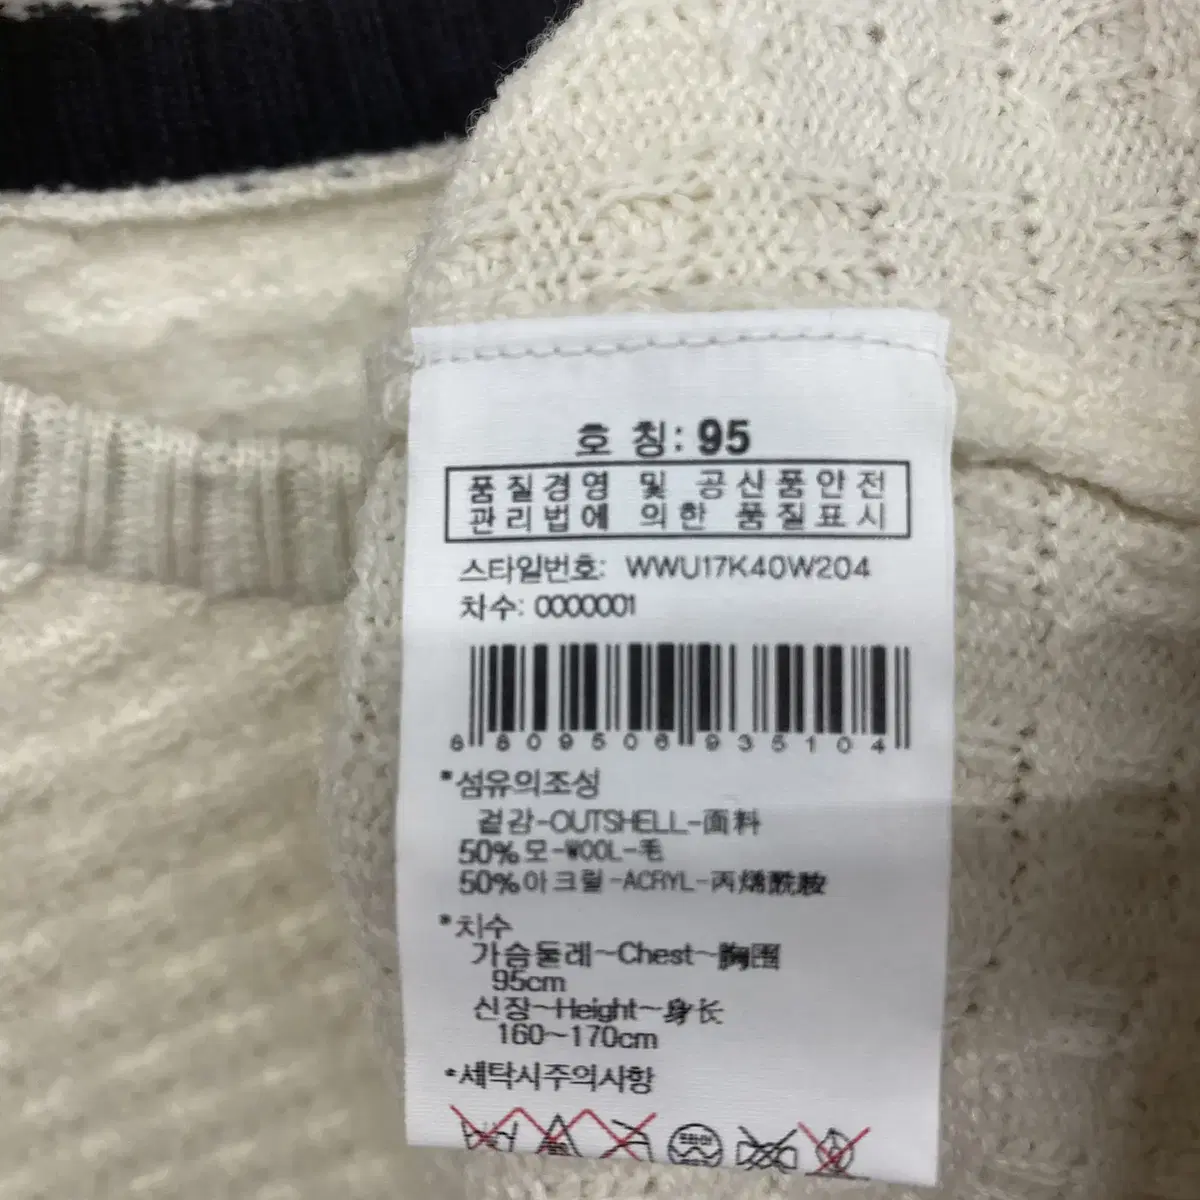 호 칭: 95
품질경영 및 공산품안전
관리법에 의한 품질표시
스타일번호: WWU17K40W204
차수: 0000001
8 809506 935104
*섬유의조성
겉감-OUTSHELL-面料
50%모-WOOL-毛
50%아크릴-ACRYL-丙烯酰胺
*치수
가슴둘레~Chest~胸围
95cm
신장~Height~身长
160~170cm
*세탁시주의사항